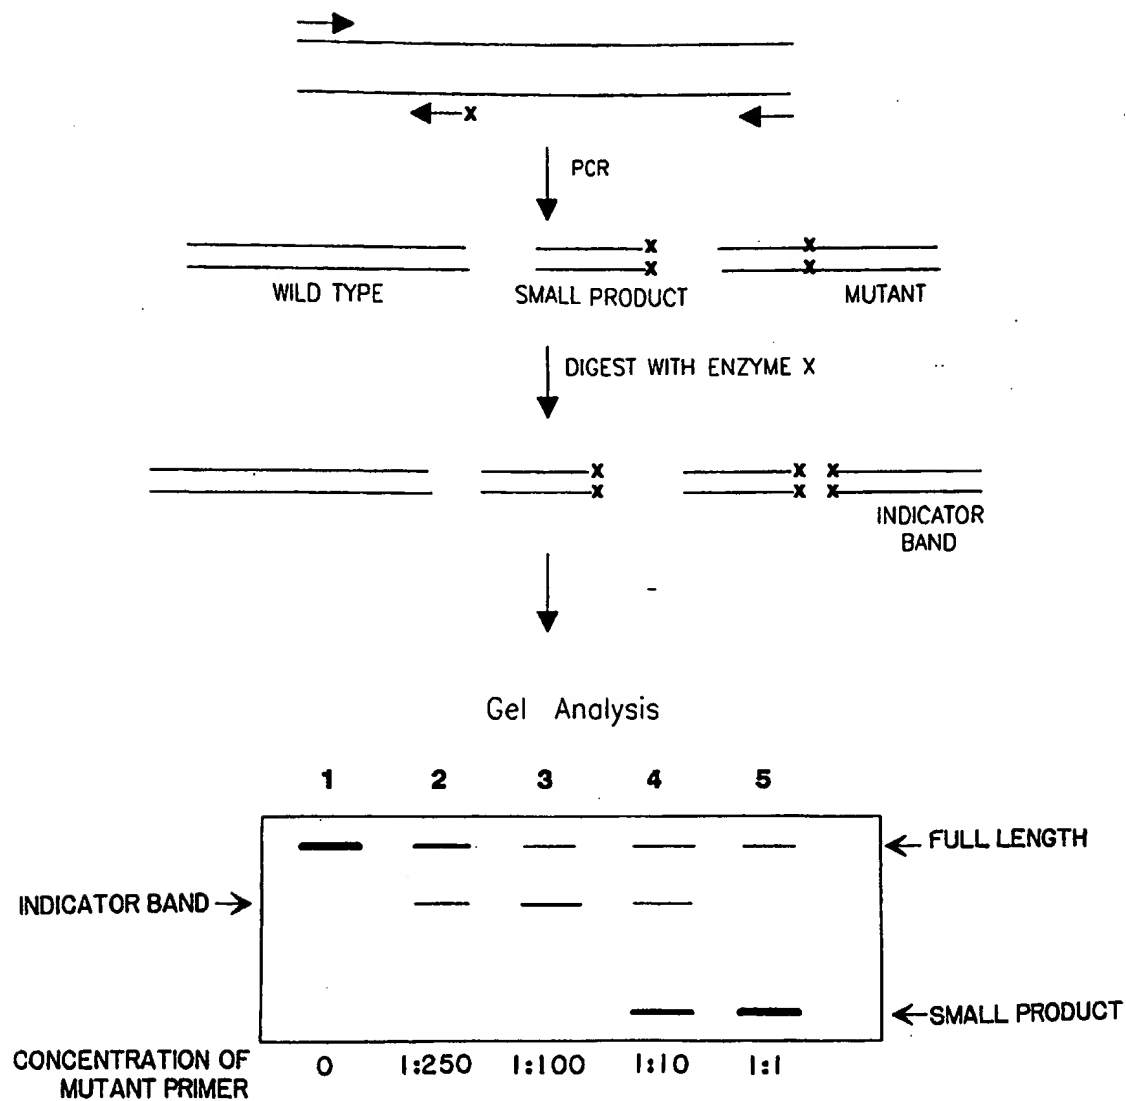 x
PCR
x x
x x
WILD TYPE SMALL PRODUCT MUTANT
DIGEST WITH ENZYME X
x x x
x x x
INDICATOR
BAND
Gel Analysis
1 2 3 4 5
FULL LENGTH
INDICATOR BAND
SMALL PRODUCT
CONCENTRATION OF
MUTANT PRIMER
0 1:250 1:100 1:10 1:1